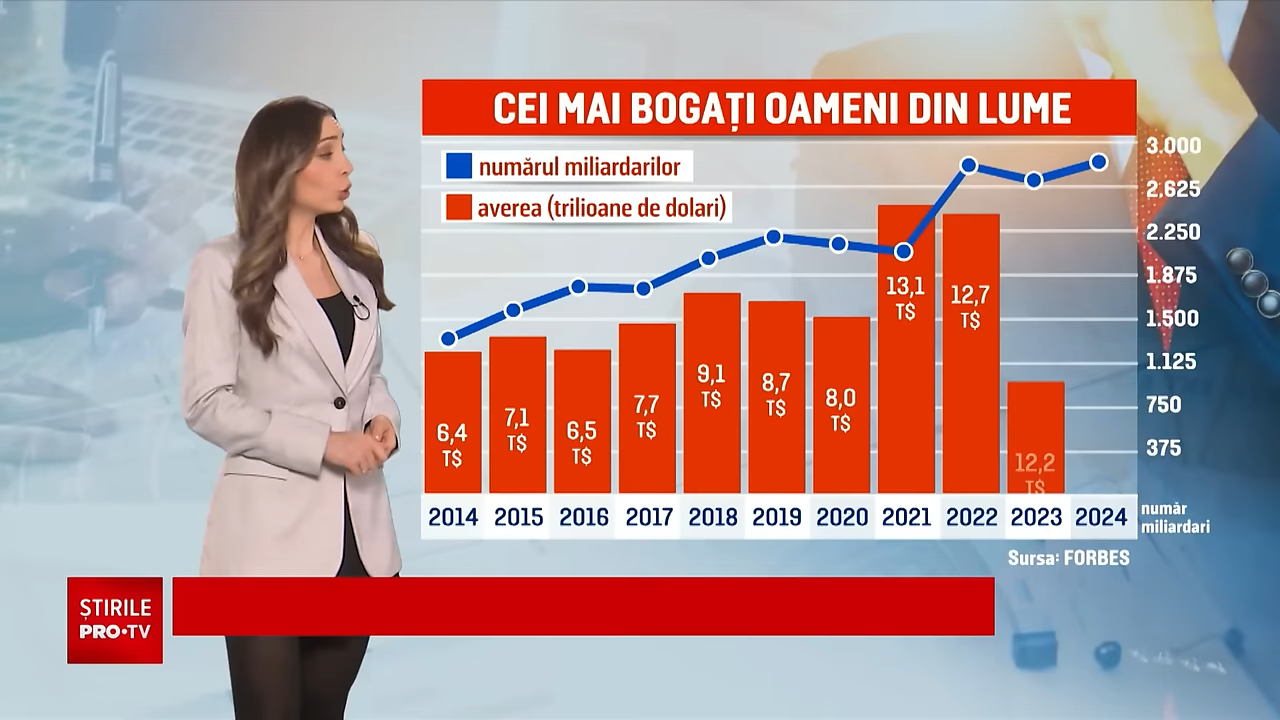 CEI MAI BOGAȚI OAMENI DIN LUME
numărul miliardarilor
averea (trilioane de dolari)
3.000
2.625
2.250
1.875
1.500
1.125
750
375
6,4
T$
7,1
T$
6,5
T$
7,7
T$
9,1
T$
8,7
T$
8,0
T$
13,1
T$
12,7
T$
12,2
T$
2014 2015 2016 2017 2018 2019 2020 2021 2022 2023 2024
număr
miliardari
Sursa: FORBES
ȘTIRILE
PRO•TV